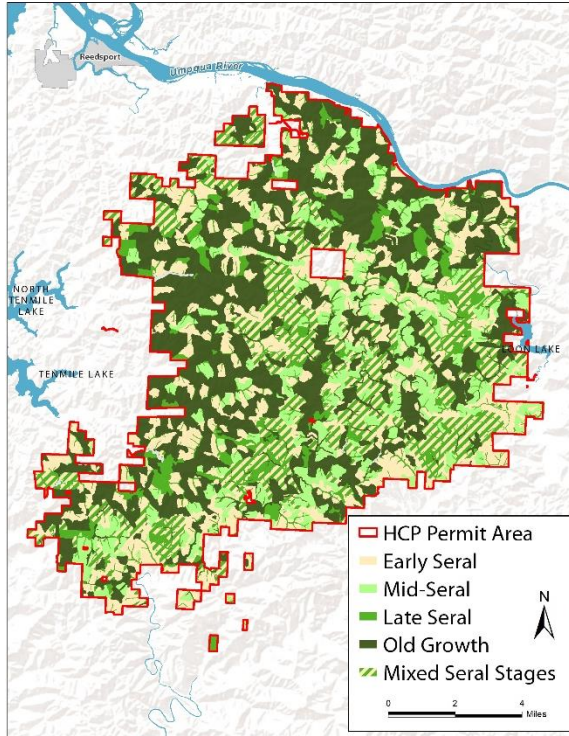 Reedsport
Umpqua River
NORTH
TENMILE
LAKE
TENMILE LAKE
LOON LAKE
HCP Permit Area
Early Seral
Mid-Seral
Late Seral
Old Growth
Mixed Seral Stages
N
0 2 4
Miles